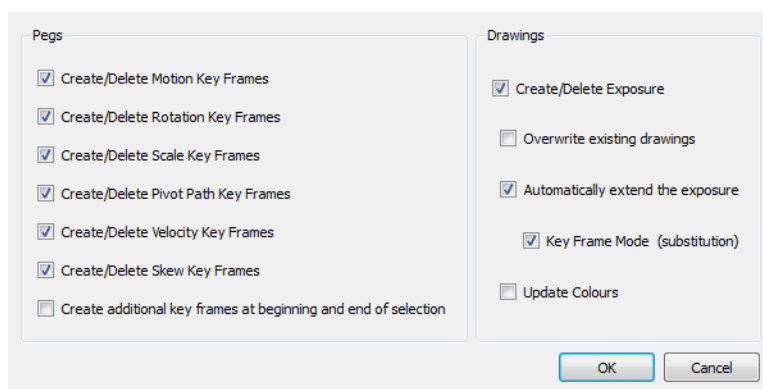 Pegs
Create/Delete Motion Key Frames
Create/Delete Rotation Key Frames
Create/Delete Scale Key Frames
Create/Delete Pivot Path Key Frames
Create/Delete Velocity Key Frames
Create/Delete Skew Key Frames
Create additional key frames at beginning and end of selection
Drawings
Create/Delete Exposure
Overwrite existing drawings
Automatically extend the exposure
Key Frame Mode (substitution)
Update Colours
OK
Cancel